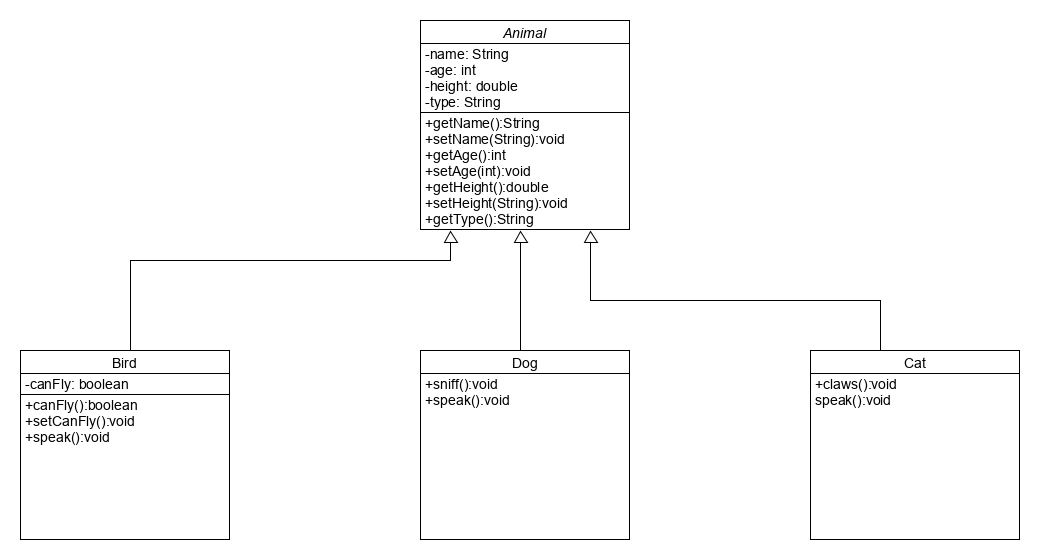 Animal
-name: String
-age: int
-height: double
-type: String
+getName():String
+setName(String):void
+getAge():int
+setAge(int):void
+getHeight():double
+setHeight(String):void
+getType():String
Bird
-canFly: boolean
+canFly():boolean
+setCanFly():void
+speak():void
Dog
+sniff():void
+speak():void
Cat
+claws():void
speak():void